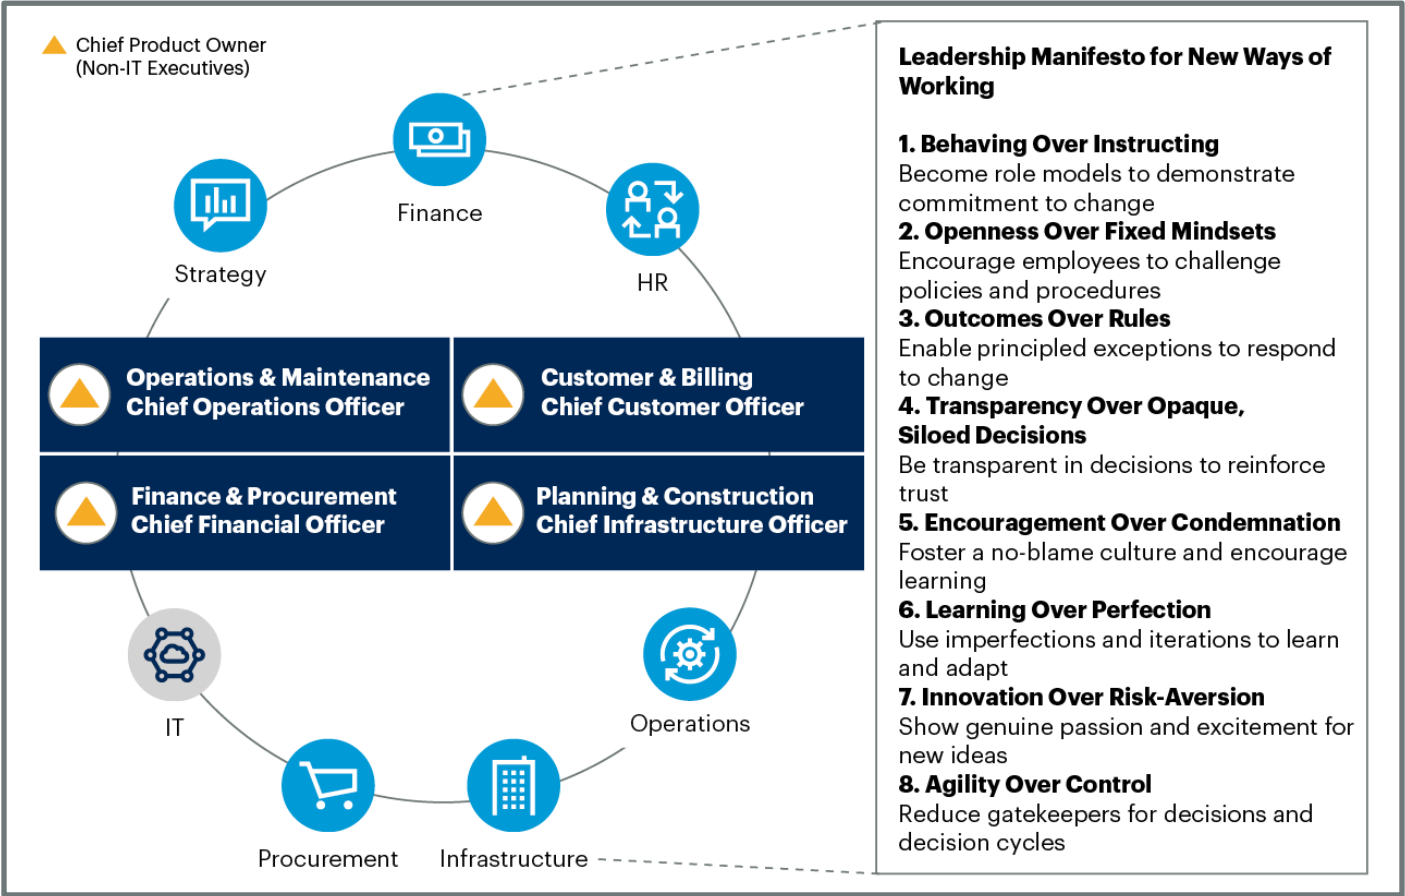 Chief Product Owner
(Non-IT Executives)
Finance
Strategy
HR
Operations & Maintenance
Chief Operations Officer
Customer & Billing
Chief Customer Officer
Finance & Procurement
Chief Financial Officer
Planning & Construction
Chief Infrastructure Officer
IT
Operations
Procurement
Infrastructure
Leadership Manifesto for New Ways of
Working
1. Behaving Over Instructing
Become role models to demonstrate
commitment to change
2. Openness Over Fixed Mindsets
Encourage employees to challenge
policies and procedures
3. Outcomes Over Rules
Enable principled exceptions to respond
to change
4. Transparency Over Opaque,
Siloed Decisions
Be transparent in decisions to reinforce
trust
5. Encouragement Over Condemnation
Foster a no-blame culture and encourage
learning
6. Learning Over Perfection
Use imperfections and iterations to learn
and adapt
7. Innovation Over Risk-Aversion
Show genuine passion and excitement for
new ideas
8. Agility Over Control
Reduce gatekeepers for decisions and
decision cycles